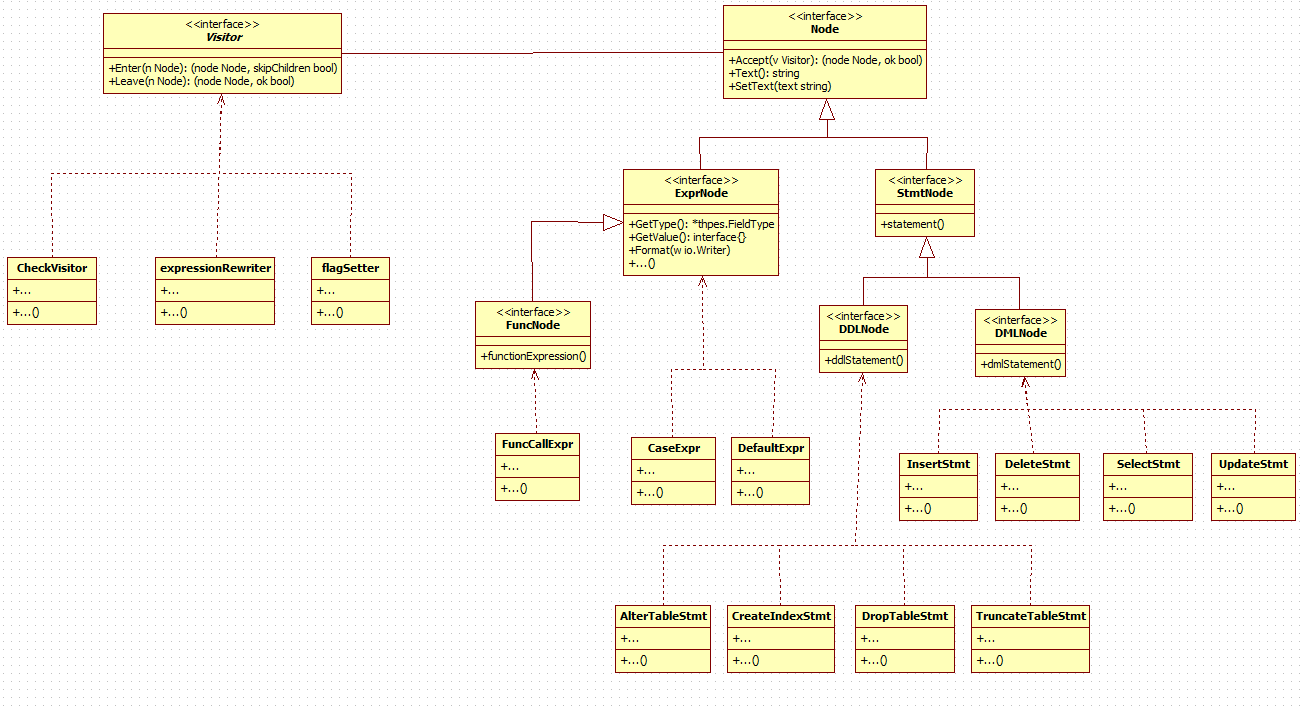 <<interface>>
Visitor
+Enter(n Node): (node Node, skipChildren bool)
+Leave(n Node): (node Node, ok bool)
<<interface>>
Node
+Accept(v Visitor): (node Node, ok bool)
+Text(): string
+SetText(text string)
<<interface>>
ExprNode
+GetType(): *thpes.FieldType
+GetValue(): interface{}
+Format(w io.Writer)
+...()
<<interface>>
StmtNode
+statement()
CheckVisitor
+...
+...()
expressionRewriter
+...
+...()
flagSetter
+...
+...()
<<interface>>
FuncNode
+functionExpression()
<<interface>>
DDLNode
+ddlStatement()
<<interface>>
DMLNode
+dmlStatement()
FuncCallExpr
+...
+...()
CaseExpr
+...
+...()
DefaultExpr
+...
+...()
InsertStmt
+...
+...()
DeleteStmt
+...
+...()
SelectStmt
+...
+...()
UpdateStmt
+...
+...()
AlterTableStmt
+...
+...()
CreateIndexStmt
+...
+...()
DropTableStmt
+...
+...()
TruncateTableStmt
+...
+...()